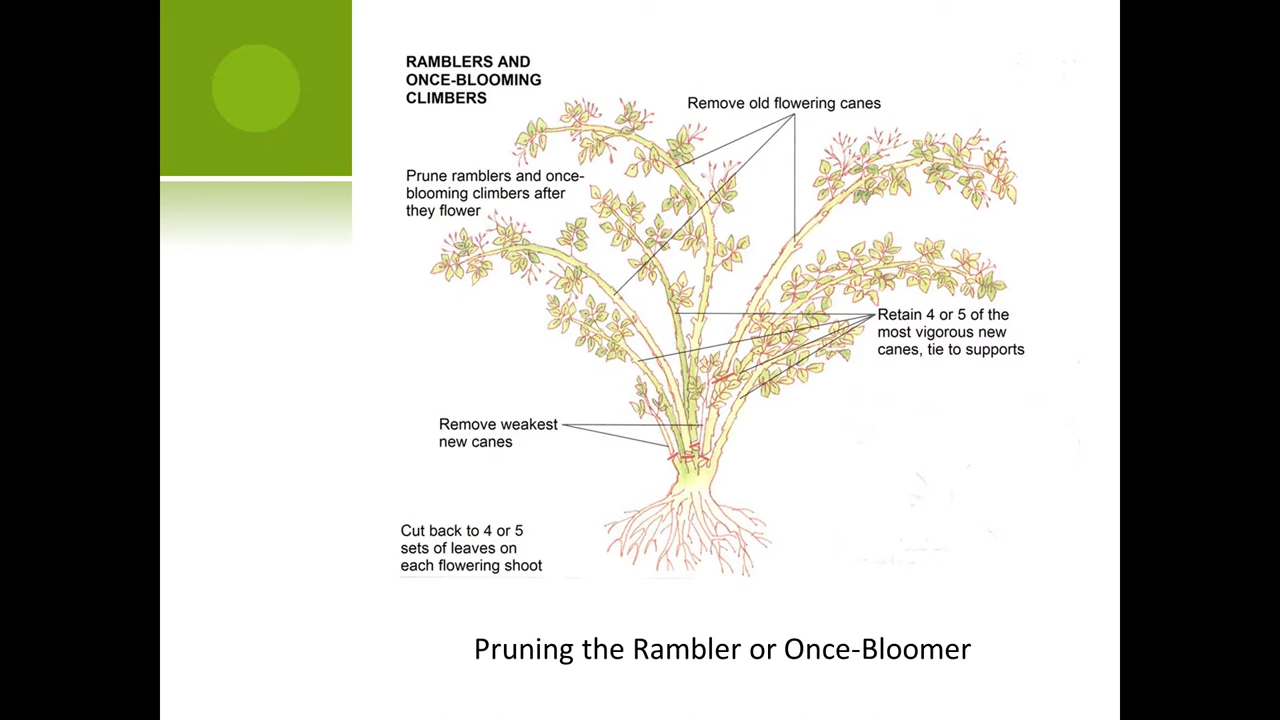 RAMBLERS AND
ONCE-BLOOMING
CLIMBERS
Remove old flowering canes
Prune ramblers and once-
blooming climbers after
they flower
Retain 4 or 5 of the
most vigorous new
canes, tie to supports
Remove weakest
new canes
Cut back to 4 or 5
sets of leaves on
each flowering shoot
Pruning the Rambler or Once-Bloomer